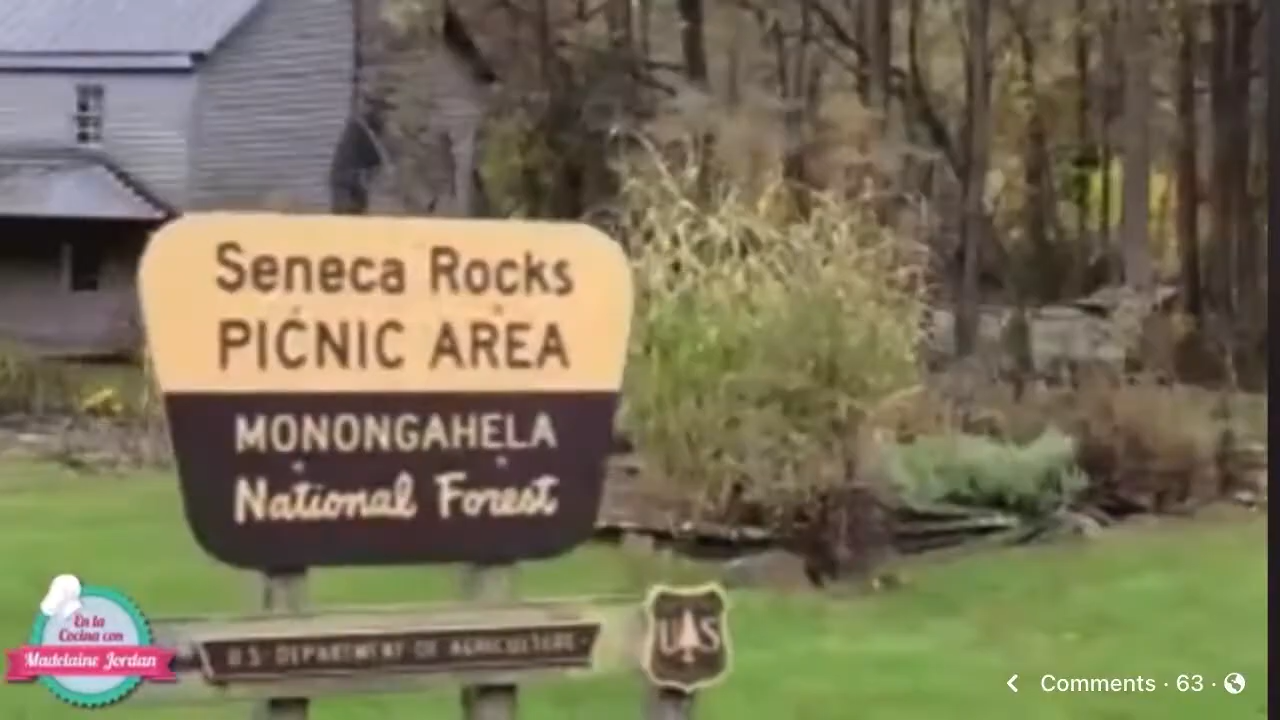 Seneca Rocks
PICNIC AREA
MONONGAHELA
National Forest
U.S. DEPARTMENT OF AGRICULTURE
US
En la
Cocina con
Madelaine Jordan
Comments · 63 ·